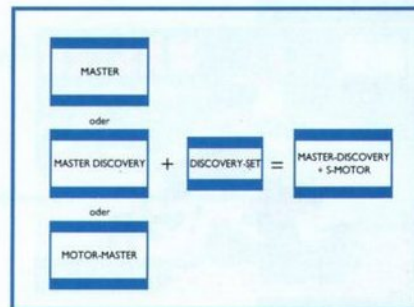 MASTER
oder
MASTER DISCOVERY + DISCOVERY-SET = MASTER-DISCOVERY
+ S-MOTOR
oder
MOTOR-MASTER